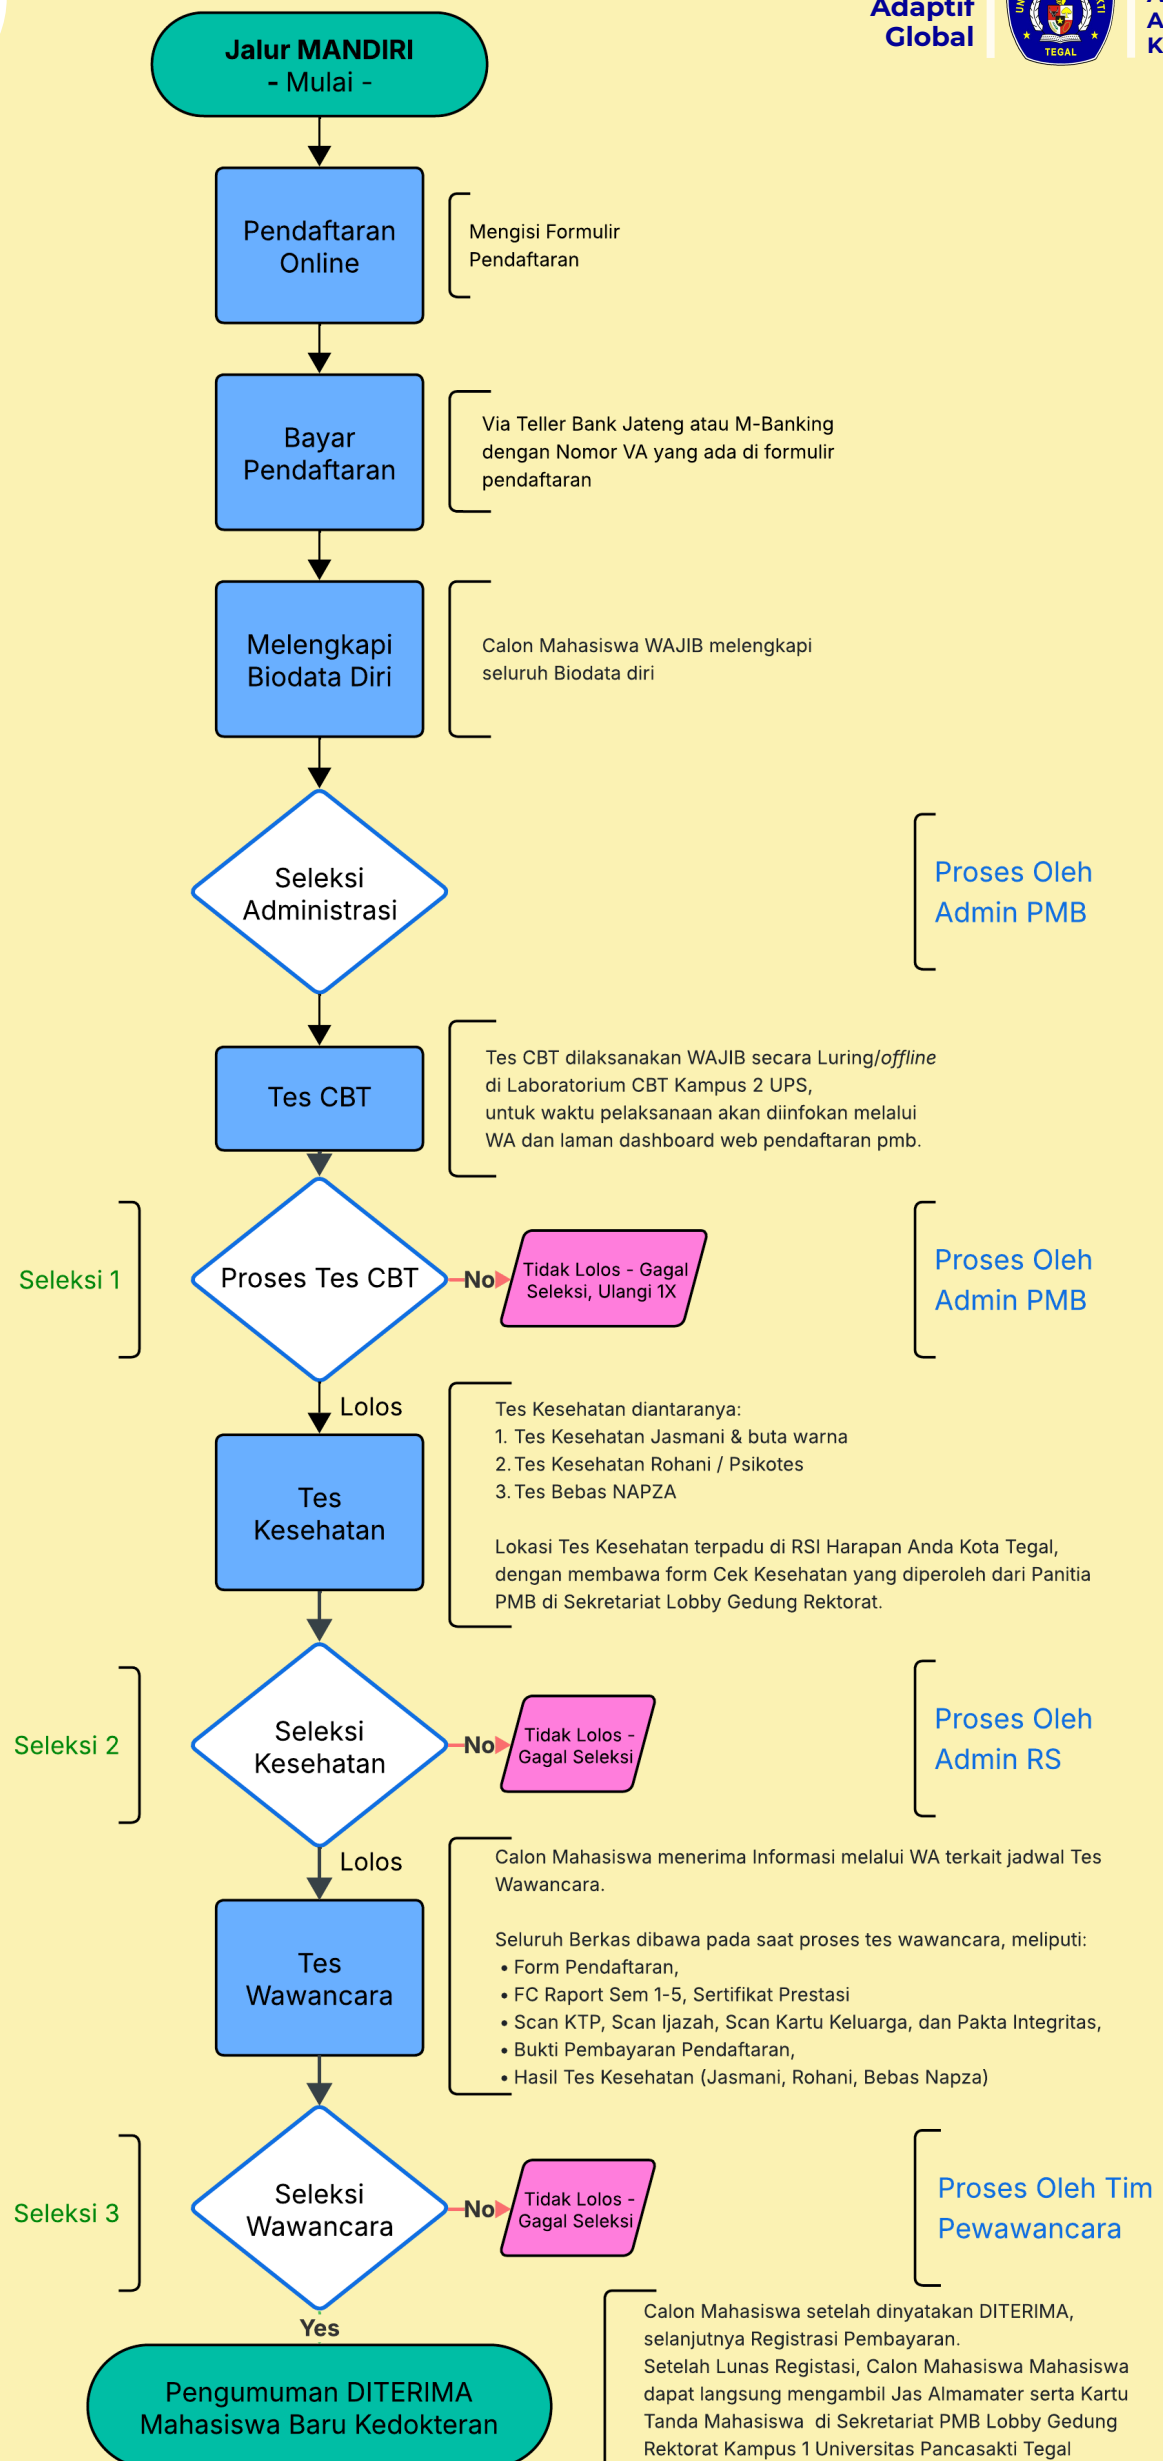 Adaptif
Global
TEGAL
Jalur MANDIRI
- Mulai -
Pendaftaran
Online
Mengisi Formulir
Pendaftaran
Bayar
Pendaftaran
Via Teller Bank Jateng atau M-Banking
dengan Nomor VA yang ada di formulir
pendaftaran
Melengkapi
Biodata Diri
Calon Mahasiswa WAJIB melengkapi
seluruh Biodata diri
Seleksi
Administrasi
Proses Oleh
Admin PMB
Tes CBT
Tes CBT dilaksanakan WAJIB secara Luring/offline
di Laboratorium CBT Kampus 2 UPS,
untuk waktu pelaksanaan akan diinfokan melalui
WA dan laman dashboard web pendaftaran pmb.
Seleksi 1
Proses Tes CBT
No
Tidak Lolos - Gagal
Seleksi, Ulangi 1X
Proses Oleh
Admin PMB
Lolos
Tes
Kesehatan
Tes Kesehatan diantaranya:
1. Tes Kesehatan Jasmani & buta warna
2. Tes Kesehatan Rohani / Psikotes
3. Tes Bebas NAPZA
Lokasi Tes Kesehatan terpadu di RSI Harapan Anda Kota Tegal,
dengan membawa form Cek Kesehatan yang diperoleh dari Panitia
PMB di Sekretariat Lobby Gedung Rektorat.
Seleksi 2
Seleksi
Kesehatan
No
Tidak Lolos -
Gagal Seleksi
Proses Oleh
Admin RS
Lolos
Tes
Wawancara
Calon Mahasiswa menerima Informasi melalui WA terkait jadwal Tes
Wawancara.
Seluruh Berkas dibawa pada saat proses tes wawancara, meliputi:
• Form Pendaftaran,
• FC Raport Sem 1-5, Sertifikat Prestasi
• Scan KTP, Scan Ijazah, Scan Kartu Keluarga, dan Pakta Integritas,
• Bukti Pembayaran Pendaftaran,
• Hasil Tes Kesehatan (Jasmani, Rohani, Bebas Napza)
Seleksi 3
Seleksi
Wawancara
No
Tidak Lolos -
Gagal Seleksi
Proses Oleh Tim
Pewawancara
Yes
Pengumuman DITERIMA
Mahasiswa Baru Kedokteran
Calon Mahasiswa setelah dinyatakan DITERIMA,
selanjutnya Registrasi Pembayaran.
Setelah Lunas Registasi, Calon Mahasiswa Mahasiswa
dapat langsung mengambil Jas Almamater serta Kartu
Tanda Mahasiswa di Sekretariat PMB Lobby Gedung
Rektorat Kampus 1 Universitas Pancasakti Tegal